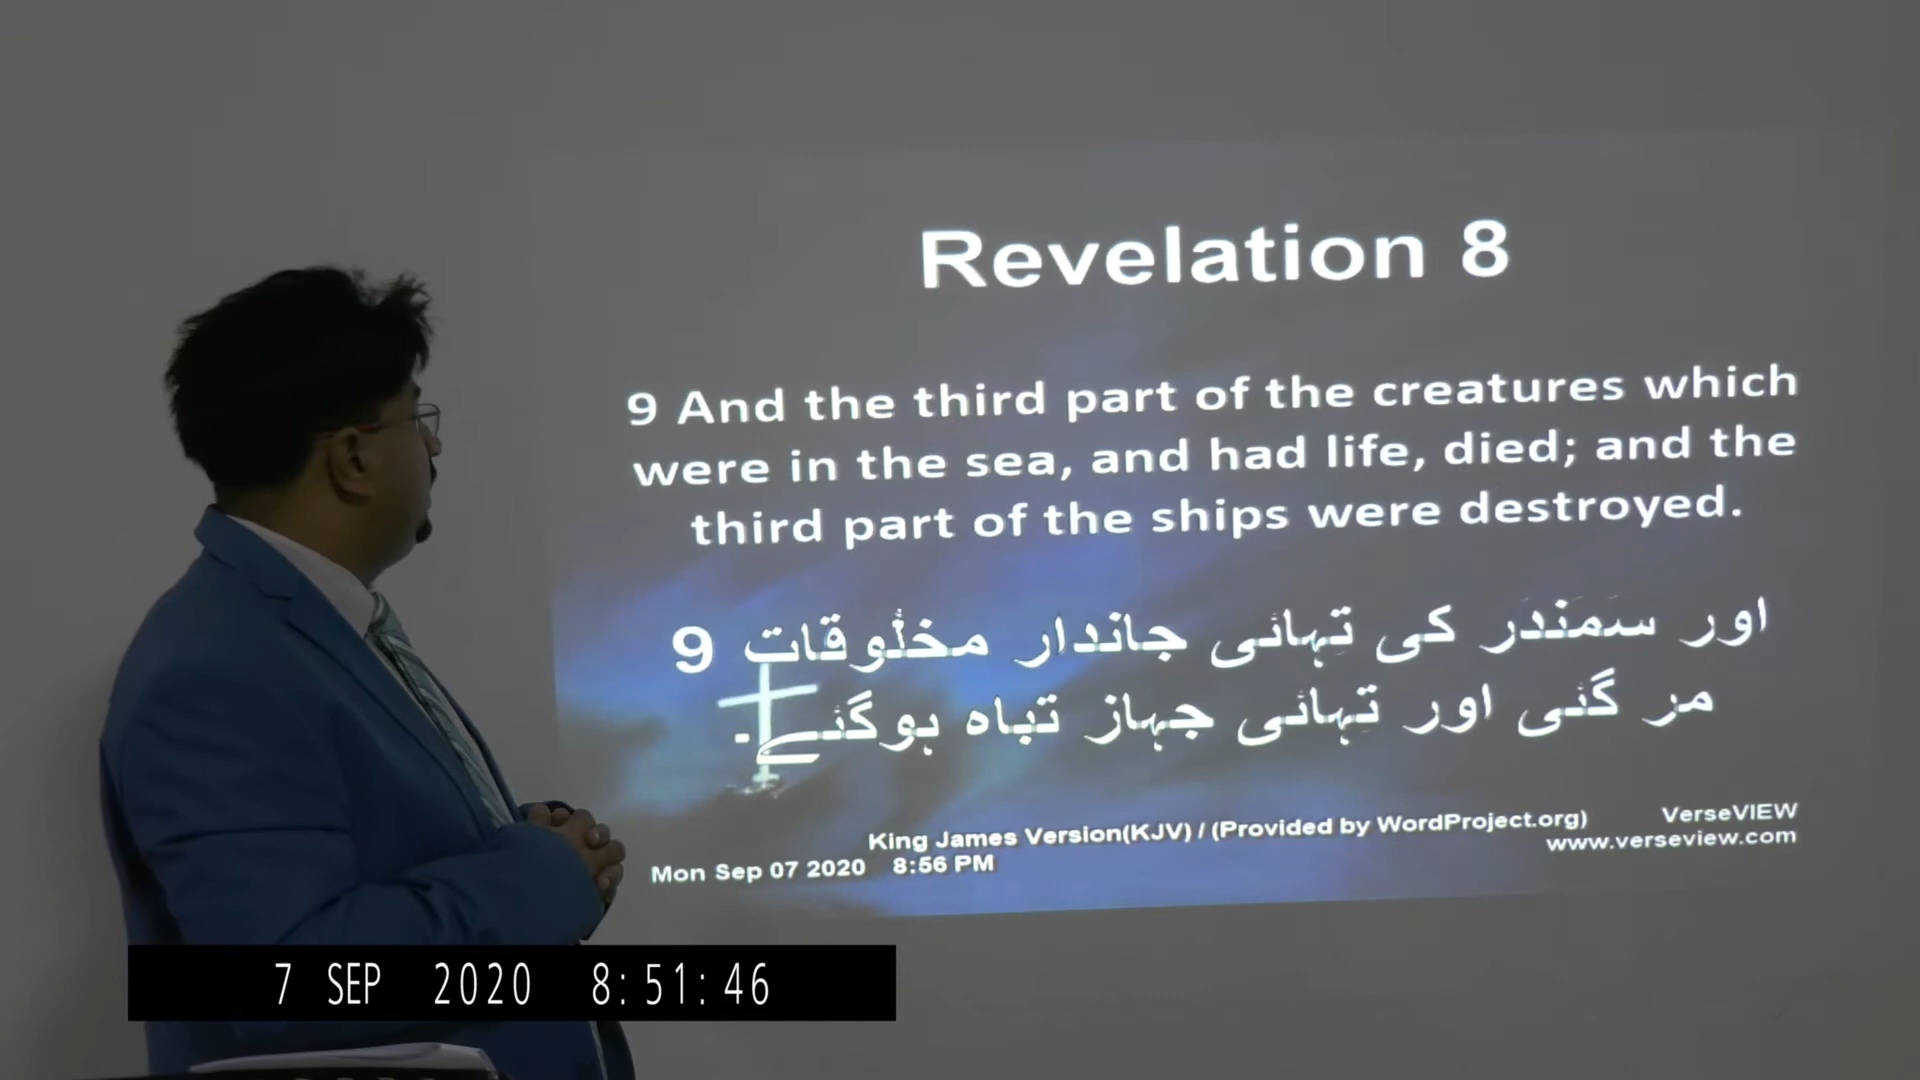 Revelation 8
9 And the third part of the creatures which
were in the sea, and had life, died; and the
third part of the ships were destroyed.
9 اور سمندر کی تہائی جاندار مخلُوقات
مر گئی اور تہائی جہاز تباہ ہوگئے۔
King James Version(KJV) / (Provided by WordProject.org)
VerseVIEW
www.verseview.com
Mon Sep 07 2020 8:56 PM
7 SEP 2020 8:51:46